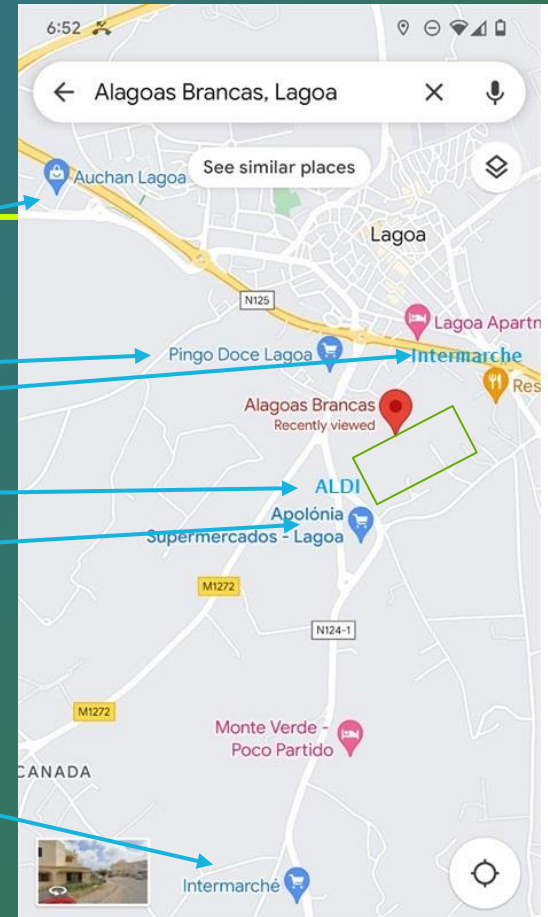 6:52
Alagoas Brancas, Lagoa
See similar places
Auchan Lagoa
Lagoa
N125
Lagoa Apartn
Pingo Doce Lagoa
Intermarche
Res
Alagoas Brancas
Recently viewed
ALDI
Apolónia
Supermercados - Lagoa
M1272
N124-1
M1272
Monte Verde -
Poco Partido
CANADA
Intermarché